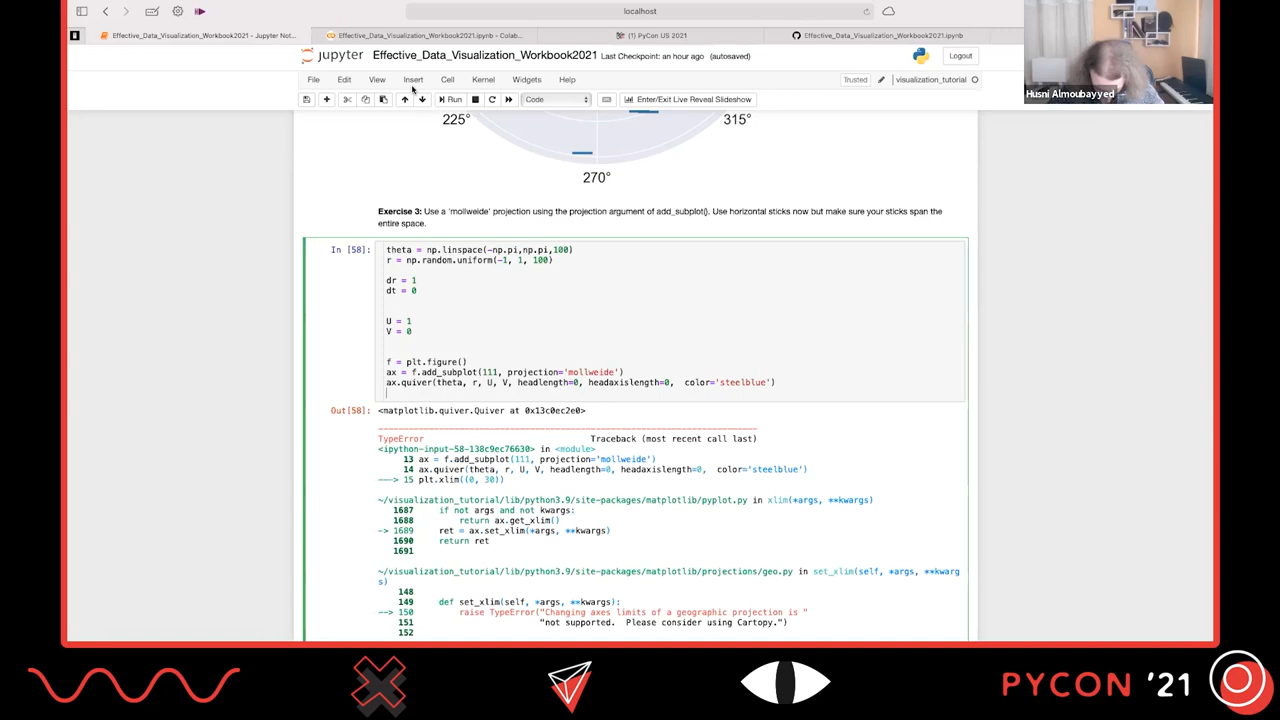 localhost
Effective_Data_Visualization_Workbook2021.ipynb - Jupyter Not...
Effective_Data_Visualization_Workbook2021.ipynb - Colab...
(1) PyCon US 2021
Effective_Data_Visualization_Workbook2021.ipynb
jupyter Effective_Data_Visualization_Workbook2021 Last Checkpoint: an hour ago (autosaved)
Logout
File Edit View Insert Cell Kernel Widgets Help
Trusted visualization_tutorial
Run Code Enter/Exit Live Reveal Slideshow
Husni Almoubayyed
225° 315°
270°
Exercise 3: Use a 'mollweide' projection using the projection argument of add_subplot(). Use horizontal sticks now but make sure your sticks span the
entire space.
In [58]: theta = np.linspace(-np.pi,np.pi,100)
r = np.random.uniform(-1, 1, 100)
dr = 1
dt = 0
U = 1
V = 0
f = plt.figure()
ax = f.add_subplot(111, projection='mollweide')
ax.quiver(theta, r, U, V, headlength=0, headaxislength=0,  color='steelblue')
Out[58]: <matplotlib.quiver.Quiver at 0x13c0ec2e0>
TypeError Traceback (most recent call last)
<ipython-input-58-138c9ec76630> in <module>
13 ax = f.add_subplot(111, projection='mollweide')
14 ax.quiver(theta, r, U, V, headlength=0, headaxislength=0,  color='steelblue')
---> 15 plt.xlim((0, 30))
~/visualization_tutorial/lib/python3.9/site-packages/matplotlib/pyplot.py in xlim(*args, **kwargs)
1687 if not args and not kwargs:
1688 return ax.get_xlim()
-> 1689 ret = ax.set_xlim(*args, **kwargs)
1690 return ret
1691
~/visualization_tutorial/lib/python3.9/site-packages/matplotlib/projections/geo.py in set_xlim(self, *args, **kwarg
s)
148
149 def set_xlim(self, *args, **kwargs):
--> 150 raise TypeError("Changing axes limits of a geographic projection is "
151 "not supported.  Please consider using Cartopy.")
152
PYCON '21